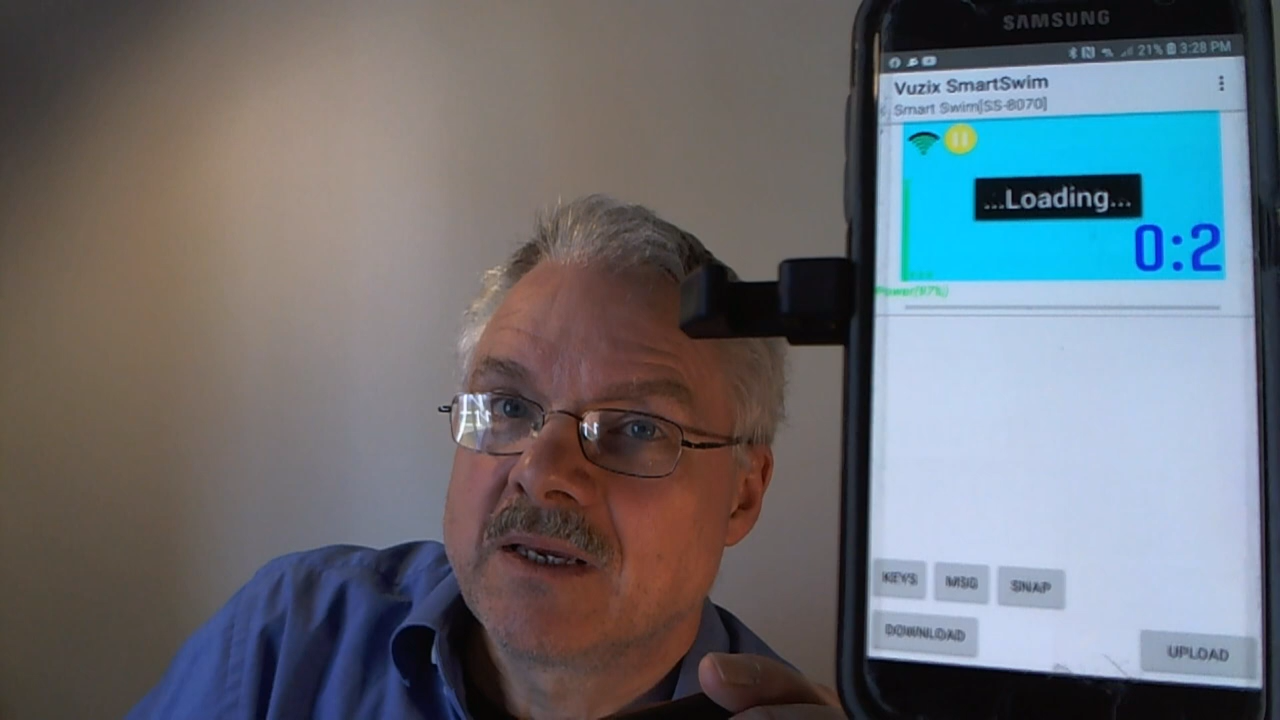 SAMSUNG
21% 3:28 PM
Vuzix SmartSwim
Smart Swim[SS-8070]
...Loading...
0:2
Power(97%)
KEYS MSG SNAP
DOWNLOAD UPLOAD